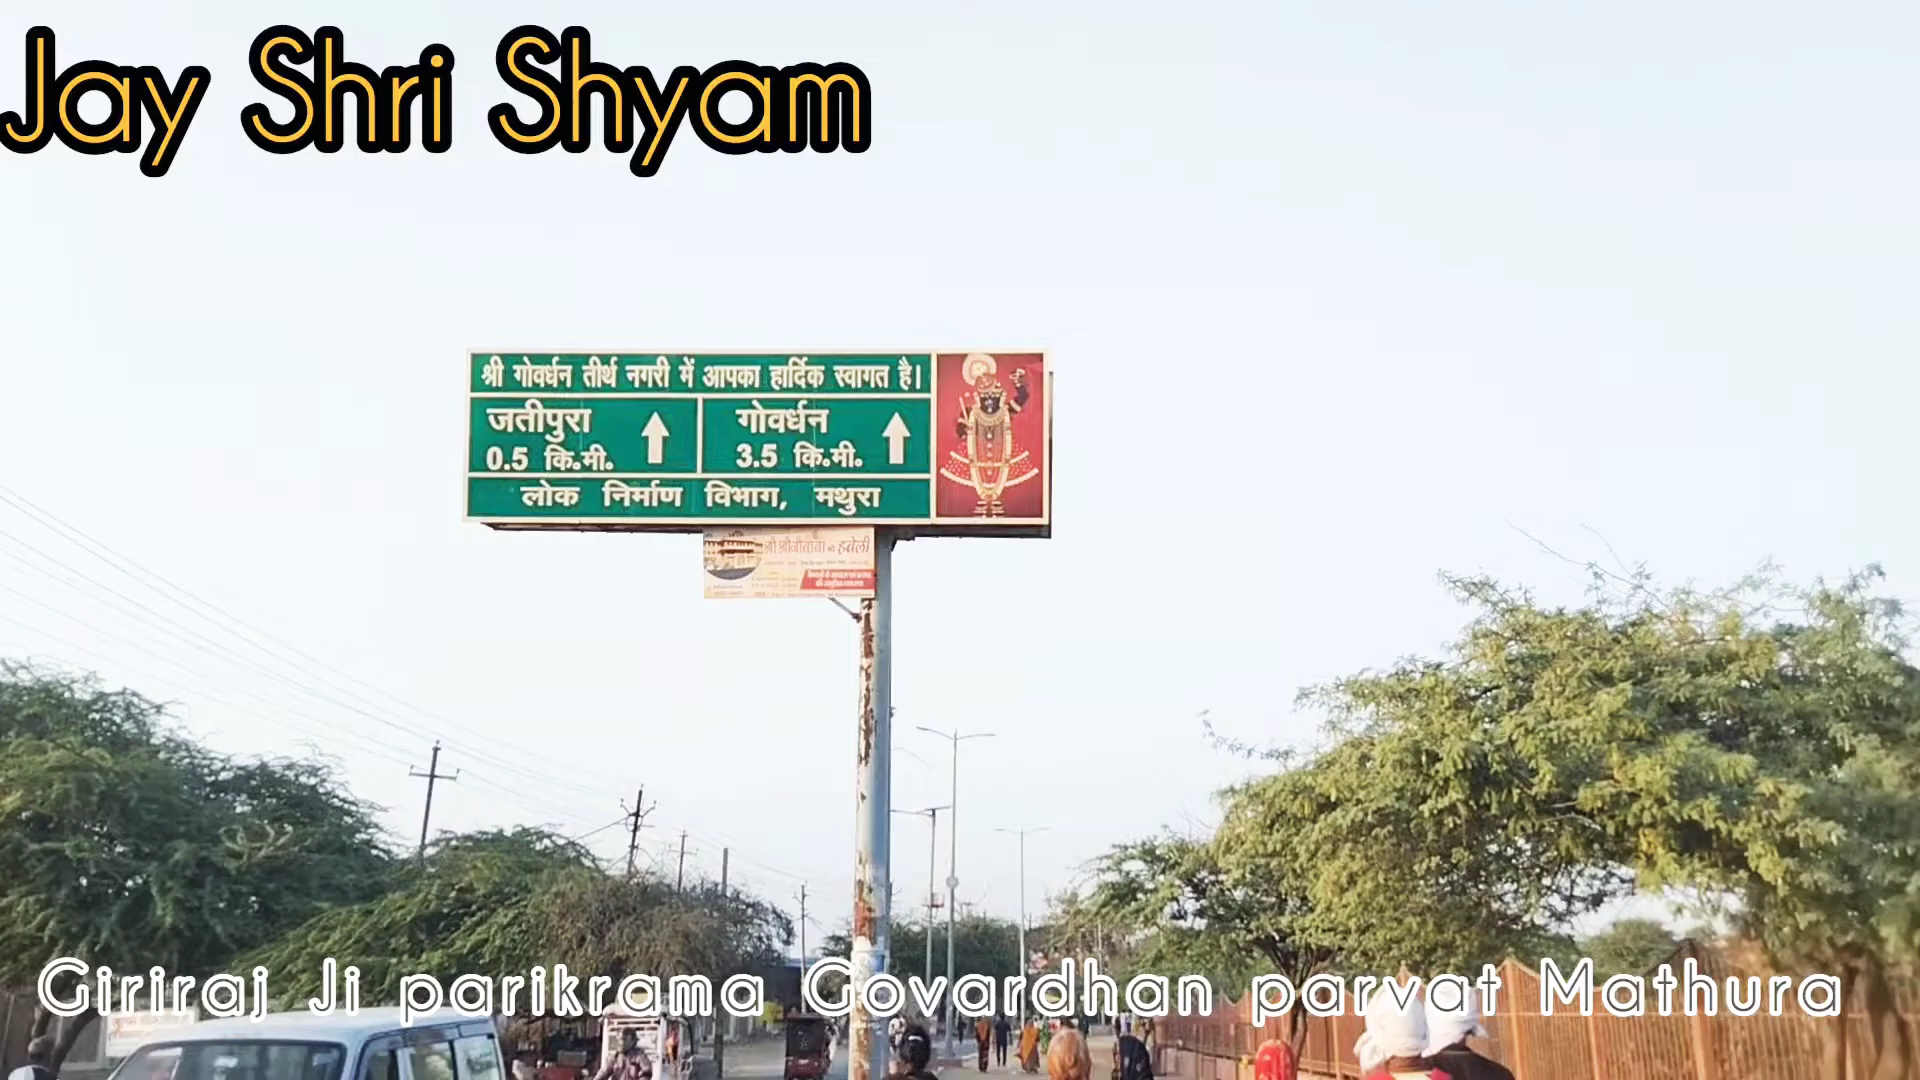 Jay Shri Shyam
श्री गोवर्धन तीर्थ नगरी में आपका हार्दिक स्वागत है।
जतीपुरा
0.5 कि॰मी॰
गोवर्धन
3.5 कि॰मी॰
लोक निर्माण विभाग, मथुरा
हवेली
Giriraj Ji parikrama Govardhan parvat Mathura